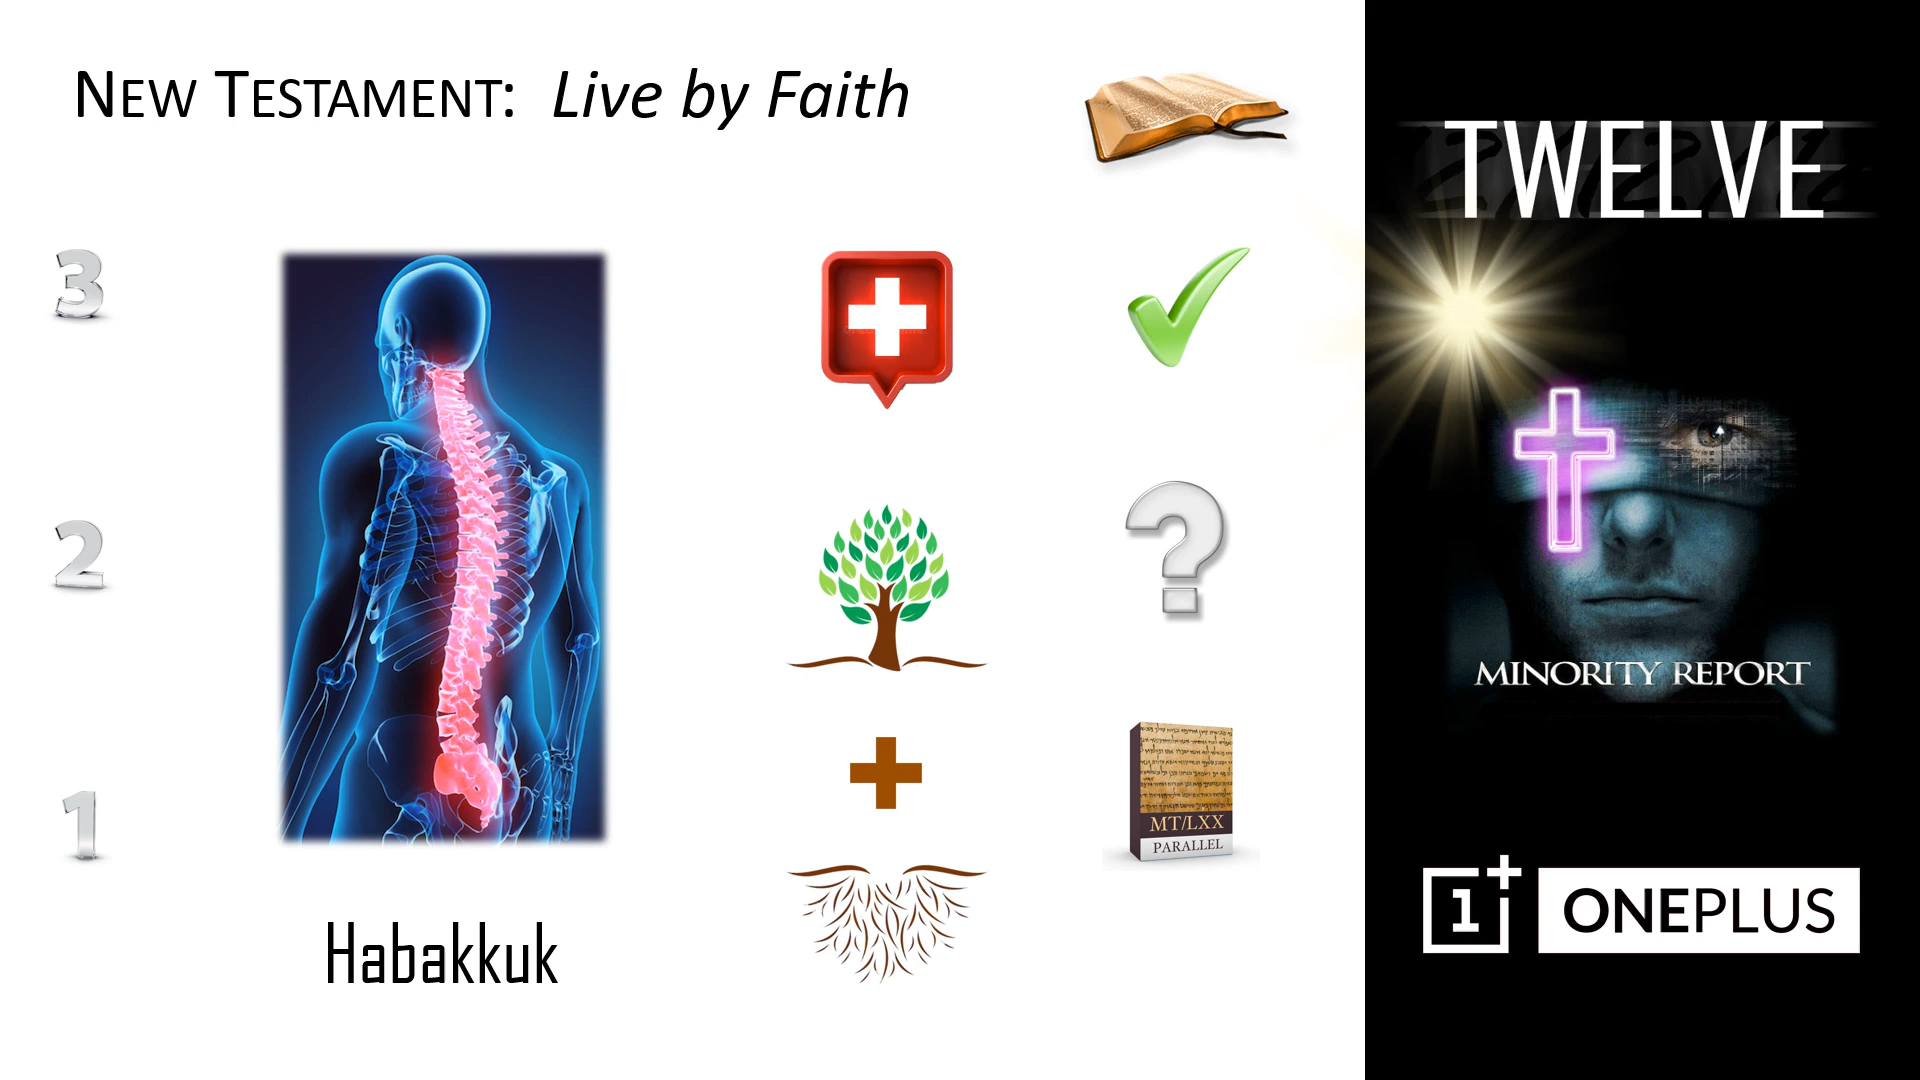 NEW TESTAMENT: Live by Faith
TWELVE
3
2
1
MT/LXX
PARALLEL
Habakkuk
MINORITY REPORT
1+ ONEPLUS